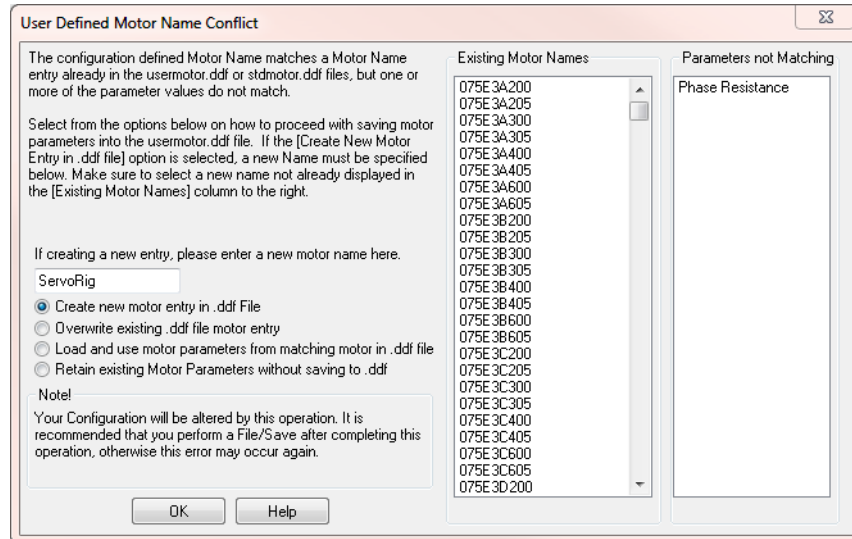 User Defined Motor Name Conflict
The configuration defined Motor Name matches a Motor Name
entry already in the usermotor.ddf or stdmotor.ddf files, but one or
more of the parameter values do not match.
Select from the options below on how to proceed with saving motor
parameters into the usermotor.ddf file. If the [Create New Motor
Entry in .ddf file] option is selected, a new Name must be specified
below. Make sure to select a new name not already displayed in
the [Existing Motor Names] column to the right.
If creating a new entry, please enter a new motor name here.
ServoRig
Create new motor entry in .ddf File
Overwrite existing .ddf file motor entry
Load and use motor parameters from matching motor in .ddf file
Retain existing Motor Parameters without saving to .ddf
Note!
Your Configuration will be altered by this operation. It is
recommended that you perform a File/Save after completing this
operation, otherwise this error may occur again.
OK
Help
Existing Motor Names
075E3A200
075E3A205
075E3A300
075E3A305
075E3A400
075E3A405
075E3A600
075E3A605
075E3B200
075E3B205
075E3B300
075E3B305
075E3B400
075E3B405
075E3B600
075E3B605
075E3C200
075E3C205
075E3C300
075E3C305
075E3C400
075E3C405
075E3C600
075E3C605
075E3D200
Parameters not Matching
Phase Resistance